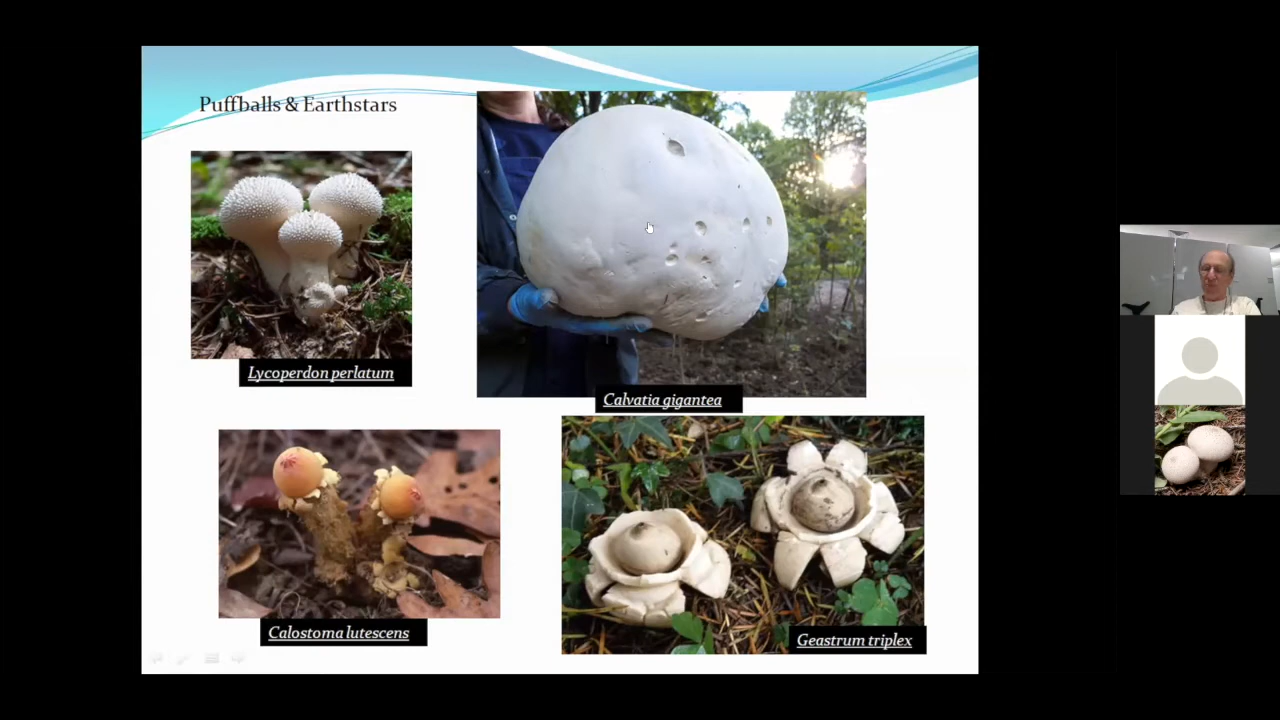 Puffballs & Earthstars
Lycoperdon perlatum
Calvatia gigantea
Calostoma lutescens
Geastrum triplex